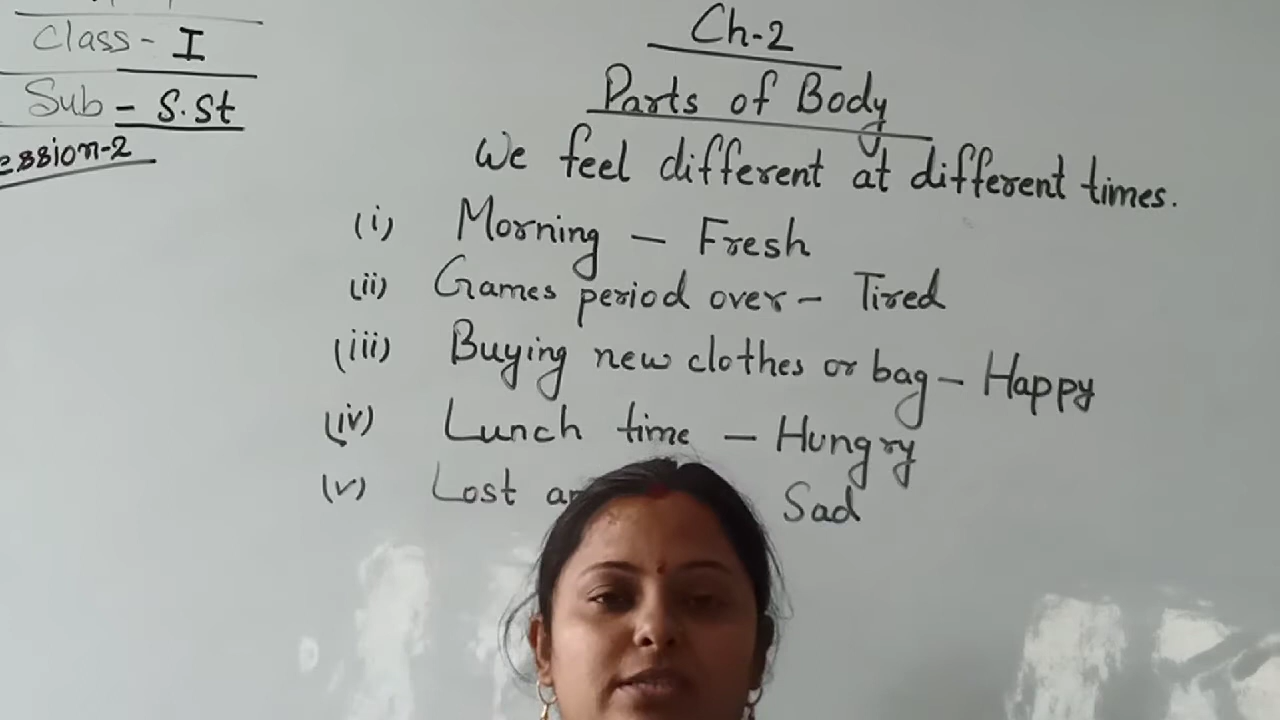 Class - I
Sub - S.St
ession-2
Ch-2
Parts of Body
We feel different at different times.
(i) Morning - Fresh
(ii) Games period over - Tired
(iii) Buying new clothes or bag - Happy
(iv) Lunch time - Hungry
(v) Lost Sad